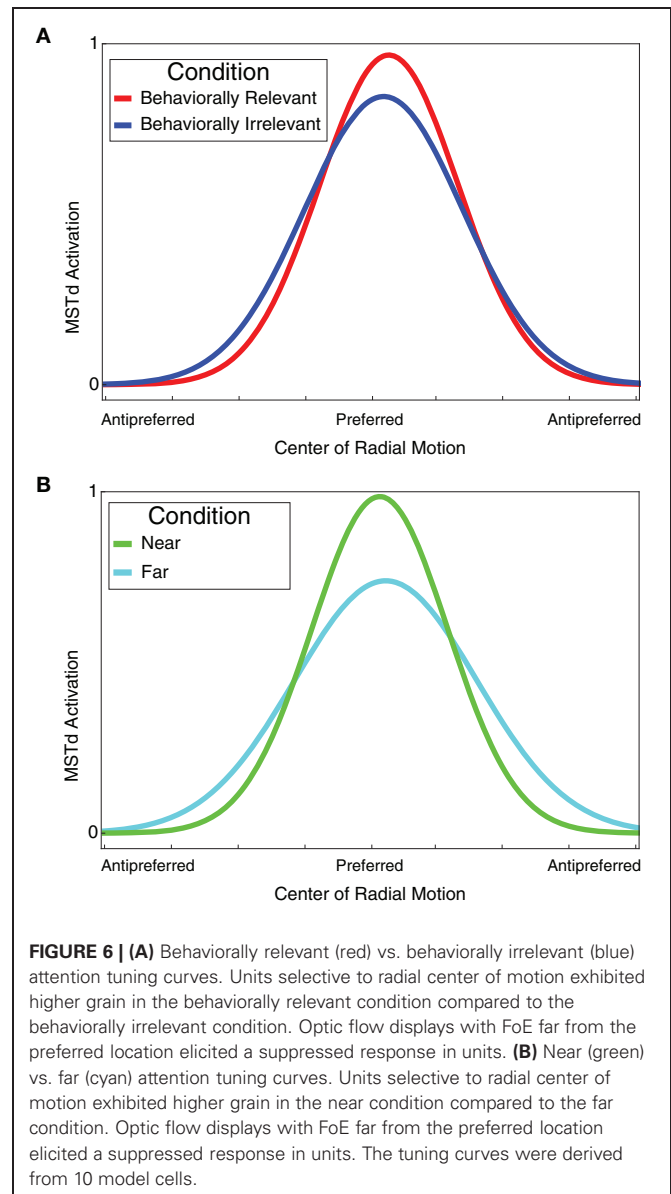 A
1
Condition
Behaviorally Relevant
Behaviorally Irrelevant
MSTd Activation
0
Antipreferred Preferred Antipreferred
Center of Radial Motion
B
1
Condition
Near
Far
MSTd Activation
0
Antipreferred Preferred Antipreferred
Center of Radial Motion
FIGURE 6 | (A) Behaviorally relevant (red) vs. behaviorally irrelevant (blue)
attention tuning curves. Units selective to radial center of motion exhibited
higher grain in the behaviorally relevant condition compared to the
behaviorally irrelevant condition. Optic flow displays with FoE far from the
preferred location elicited a suppressed response in units. (B) Near (green)
vs. far (cyan) attention tuning curves. Units selective to radial center of
motion exhibited higher grain in the near condition compared to the far
condition. Optic flow displays with FoE far from the preferred location
elicited a suppressed response in units. The tuning curves were derived
from 10 model cells.